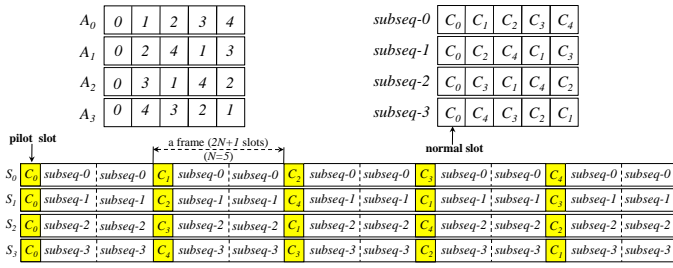 A0 0 1 2 3 4
A1 0 2 4 1 3
A2 0 3 1 4 2
A3 0 4 3 2 1
subseq-0 C0 C1 C2 C3 C4
subseq-1 C0 C2 C4 C1 C3
subseq-2 C0 C3 C1 C4 C2
subseq-3 C0 C4 C3 C2 C1
pilot slot
a frame (2N+1 slots)
(N=5)
normal slot
S0 C0 subseq-0 subseq-0 C1 subseq-0 subseq-0 C2 subseq-0 subseq-0 C3 subseq-0 subseq-0 C4 subseq-0 subseq-0
S1 C0 subseq-1 subseq-1 C2 subseq-1 subseq-1 C4 subseq-1 subseq-1 C1 subseq-1 subseq-1 C3 subseq-1 subseq-1
S2 C0 subseq-2 subseq-2 C3 subseq-2 subseq-2 C1 subseq-2 subseq-2 C4 subseq-2 subseq-2 C2 subseq-2 subseq-2
S3 C0 subseq-3 subseq-3 C4 subseq-3 subseq-3 C3 subseq-3 subseq-3 C2 subseq-3 subseq-3 C1 subseq-3 subseq-3